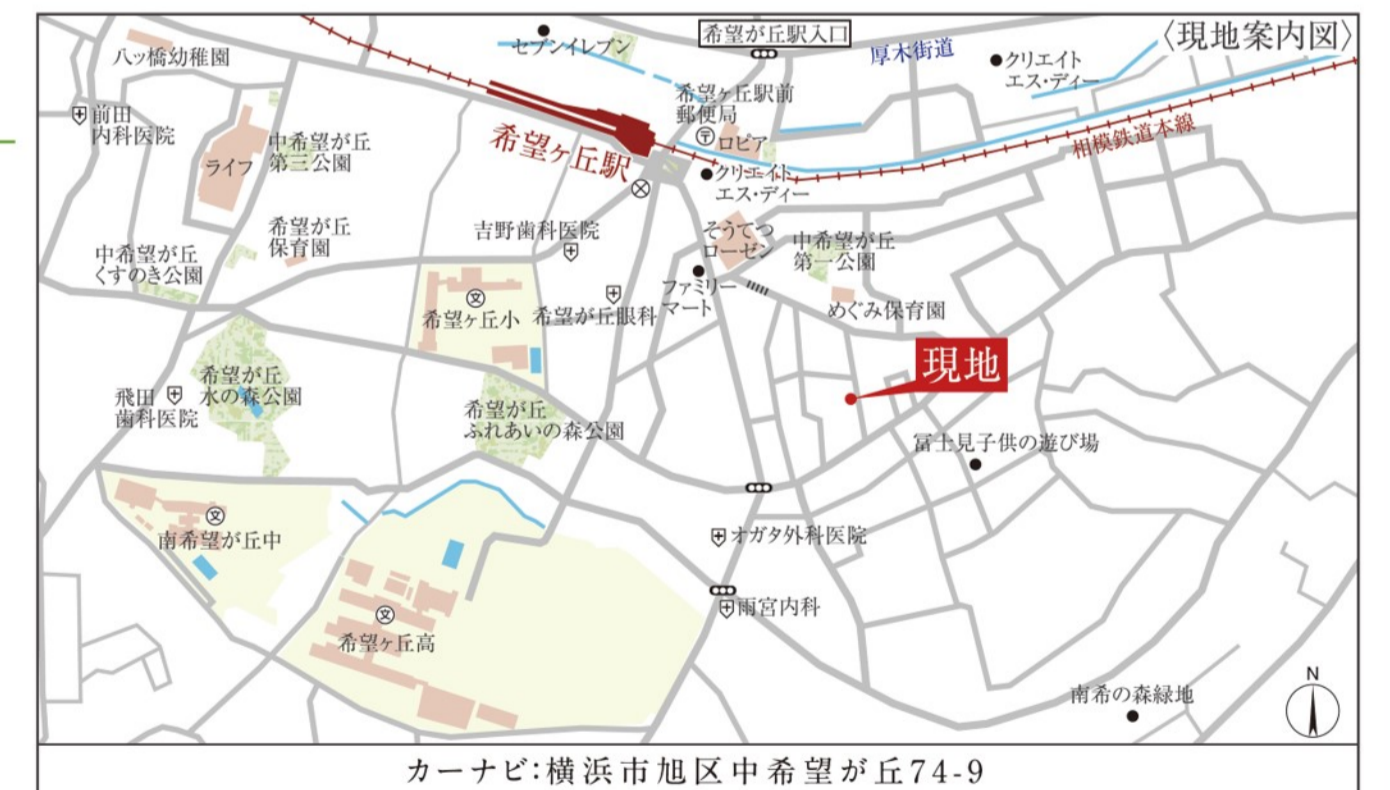 〈現地案内図〉
希望が丘駅入口
セブンイレブン
厚木街道
クリエイト
エス・ディー
八ッ橋幼稚園
前田
内科医院
希望ヶ丘駅前
郵便局
ロピア
相模鉄道本線
希望ヶ丘駅
中希望が丘
第三公園
ライフ
クリエイト
エス・ディー
希望が丘
保育園
吉野歯科医院
そうてつ
ローゼン
中希望が丘
第一公園
中希望が丘
くすのき公園
ファミリー
マート
めぐみ保育園
文
希望ヶ丘小
希望が丘眼科
現地
希望が丘
水の森公園
飛田
歯科医院
希望が丘
ふれあいの森公園
冨士見子供の遊び場
文
南希望が丘中
オガタ外科医院
雨宮内科
文
希望ヶ丘高
南希の森緑地
N
カーナビ：横浜市旭区中希望が丘74-9